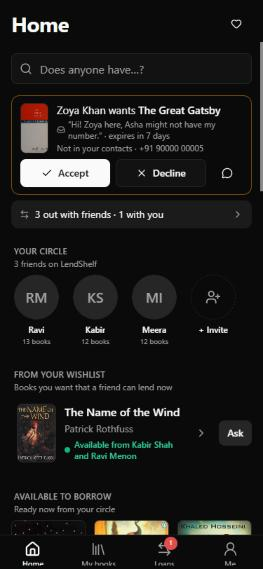 Home
Does anyone have...?
Zoya Khan wants The Great Gatsby
"Hi! Zoya here, Asha might not have my
number." · expires in 7 days
Not in your contacts · +91 90000 00005
Accept
Decline
3 out with friends · 1 with you
YOUR CIRCLE
3 friends on LendShelf
RM
KS
MI
Ravi
Kabir
Meera
+ Invite
13 books
12 books
12 books
FROM YOUR WISHLIST
Books you want that a friend can lend now
THE NAME OF
THE WIND
The Name of the Wind
Patrick Rothfuss
Available from Kabir Shah
and Ravi Menon
Ask
AVAILABLE TO BORROW
Ready now from your circle
KHALED HOSSEINI
1
Home
My books
Loans
Me